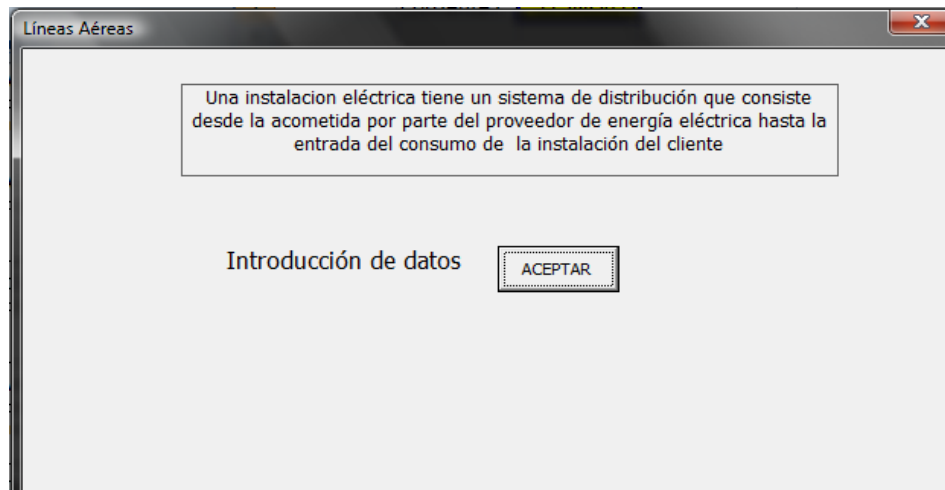 Líneas Aéreas
Una instalacion eléctrica tiene un sistema de distribución que consiste
desde la acometida por parte del proveedor de energía eléctrica hasta la
entrada del consumo de la instalación del cliente
Introducción de datos
ACEPTAR